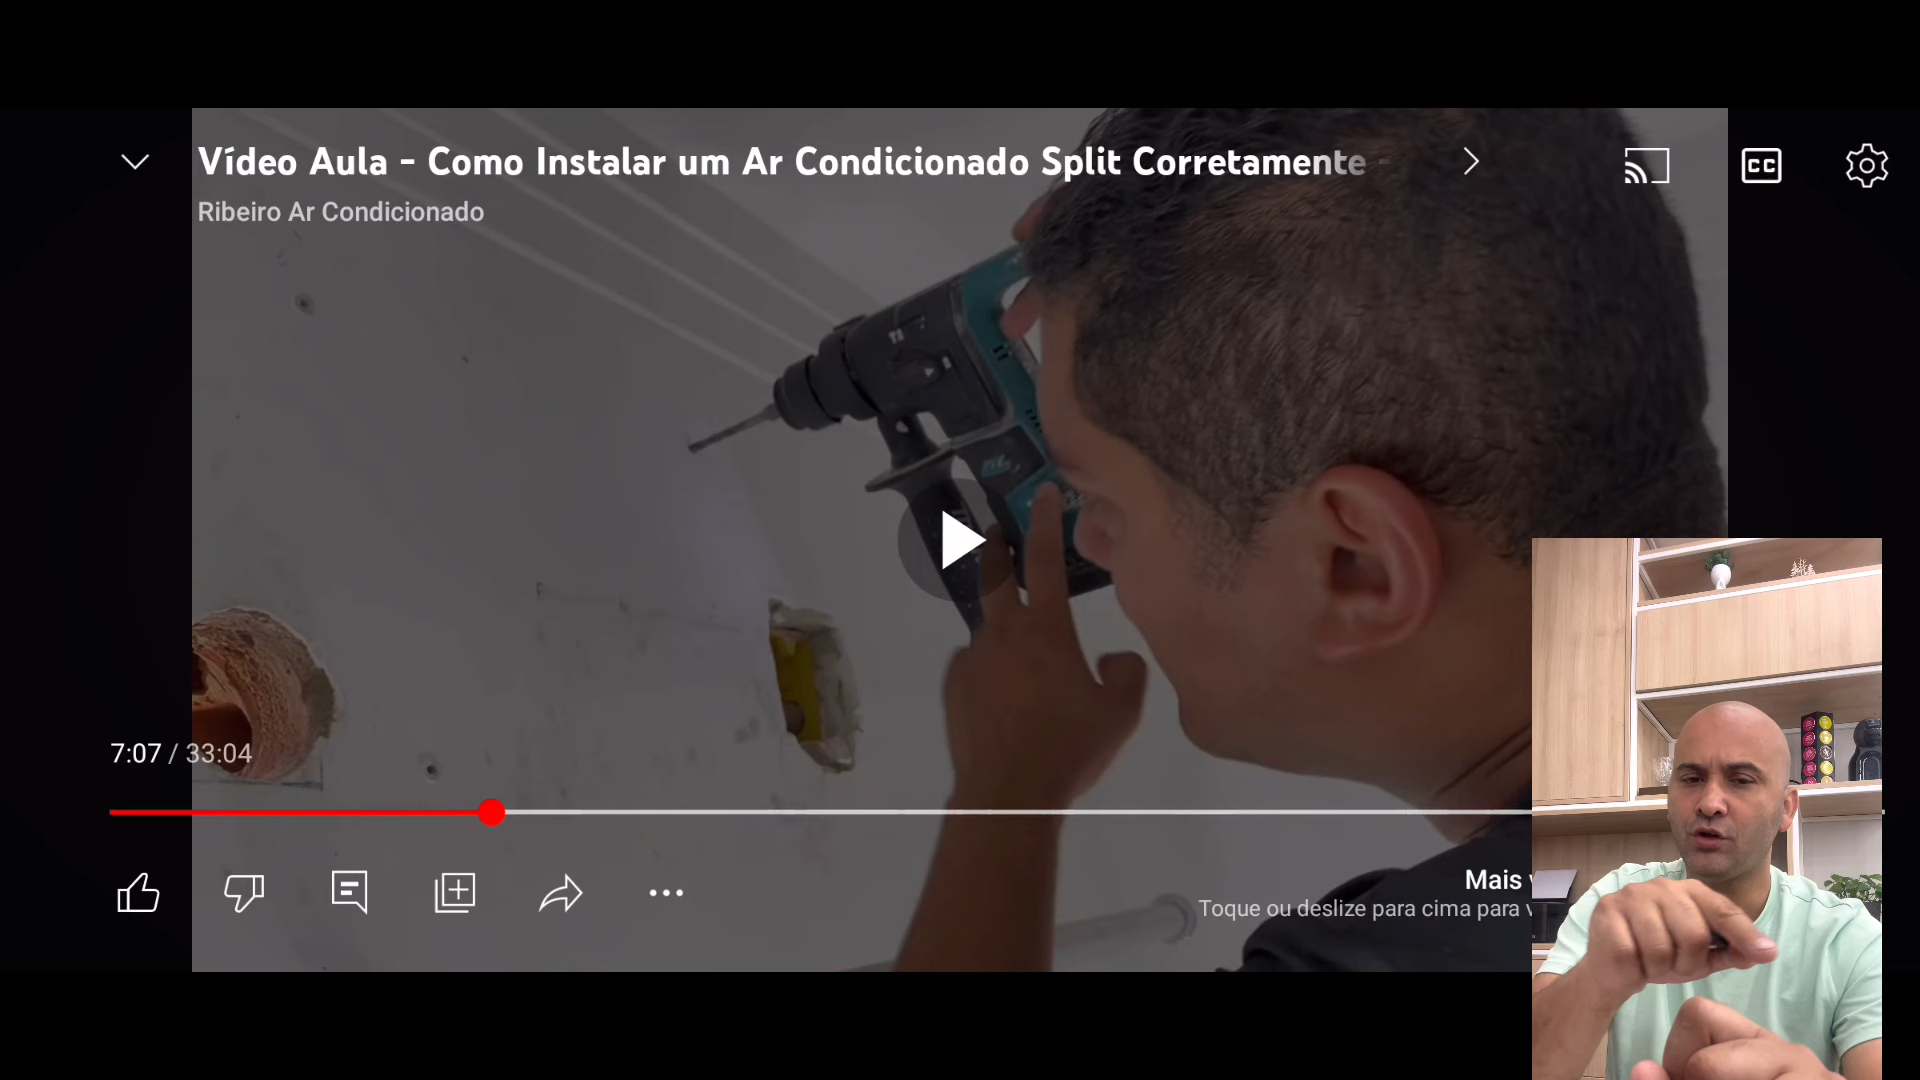 Vídeo Aula - Como Instalar um Ar Condicionado Split Corretamente -
Ribeiro Ar Condicionado
CC
7:07 / 33:04
Mais
Toque ou deslize para cima para